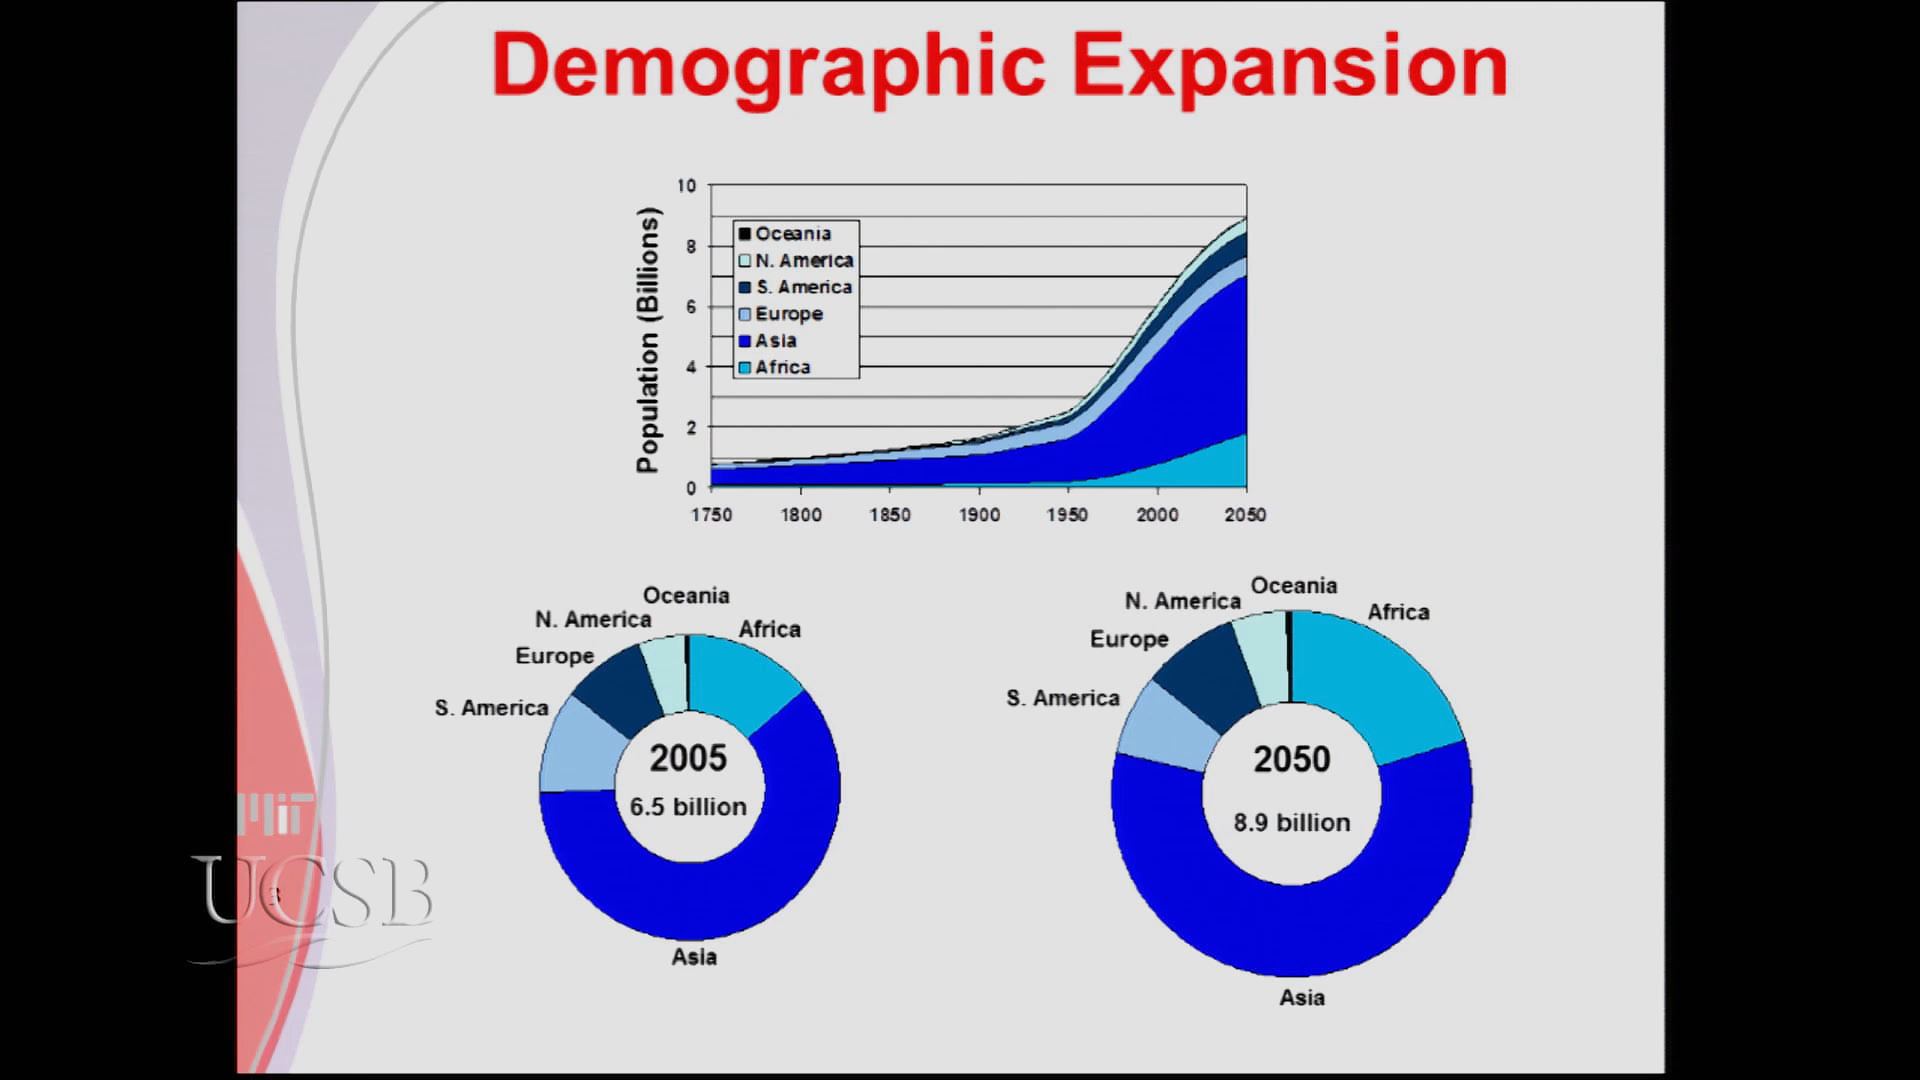 Demographic Expansion
Population (Billions)
10
8
6
4
2
0
Oceania
N. America
S. America
Europe
Asia
Africa
1750 1800 1850 1900 1950 2000 2050
Oceania
N. America
Africa
Europe
S. America
2005
6.5 billion
Asia
Oceania
N. America
Africa
Europe
S. America
2050
8.9 billion
Asia
MIT
UCSB
3